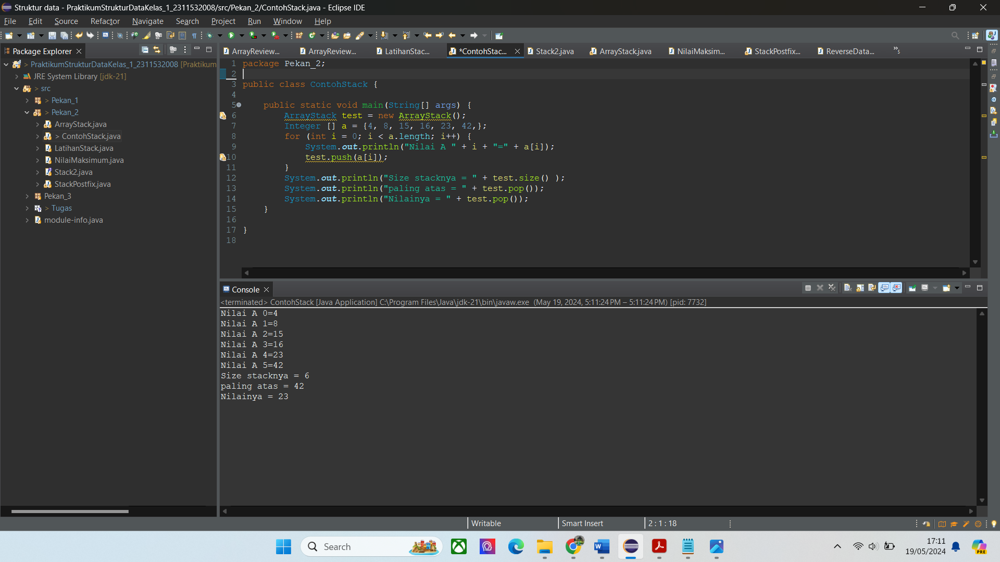 Struktur data - PraktikumStrukturDataKelas_1_2311532008/src/Pekan_2/ContohStack.java - Eclipse IDE
File Edit Source Refactor Navigate Search Project Run Window Help
Package Explorer
> PraktikumStrukturDataKelas_1_2311532008 [Praktikum
JRE System Library [jdk-21]
> src
> Pekan_1
> Pekan_2
ArrayStack.java
> ContohStack.java
LatihanStack.java
NilaiMaksimum.java
Stack2.java
StackPostfix.java
Pekan_3
> Tugas
module-info.java
ArrayReview... ArrayReview... LatihanStac... *ContohStac... Stack2.java ArrayStack.java NilaiMaksim... StackPostfix... ReverseData... »5
1 package Pekan_2;
2
3 public class ContohStack {
4
5 public static void main(String[] args) {
6 ArrayStack test = new ArrayStack();
7 Integer [] a = {4, 8, 15, 16, 23, 42,};
8 for (int i = 0; i < a.length; i++) {
9 System.out.println("Nilai A " + i + "=" + a[i]);
10 test.push(a[i]);
11 }
12 System.out.println("Size stacknya = " + test.size() );
13 System.out.println("paling atas = " + test.pop());
14 System.out.println("Nilainya = " + test.pop());
15 }
16
17 }
18
Console
<terminated> ContohStack [Java Application] C:\Program Files\Java\jdk-21\bin\javaw.exe (May 19, 2024, 5:11:24 PM – 5:11:24 PM) [pid: 7732]
Nilai A 0=4
Nilai A 1=8
Nilai A 2=15
Nilai A 3=16
Nilai A 4=23
Nilai A 5=42
Size stacknya = 6
paling atas = 42
Nilainya = 23
Writable Smart Insert 2 : 1 : 18
Search
17:11
19/05/2024
PRE